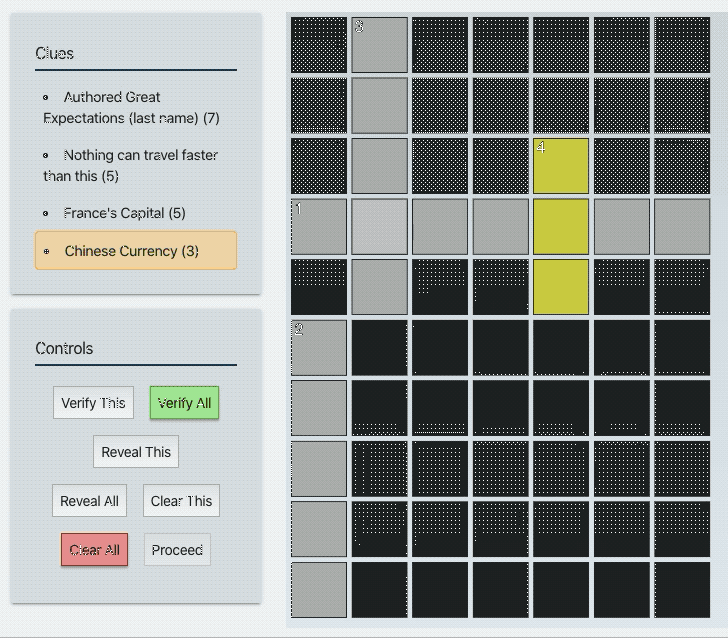 Clues
Authored Great
Expectations (last name) (7)
Nothing can travel faster
than this (5)
France's Capital (5)
Chinese Currency (3)
Controls
Verify This
Verify All
Reveal This
Reveal All
Clear This
Clear All
Proceed
3
4
1
2